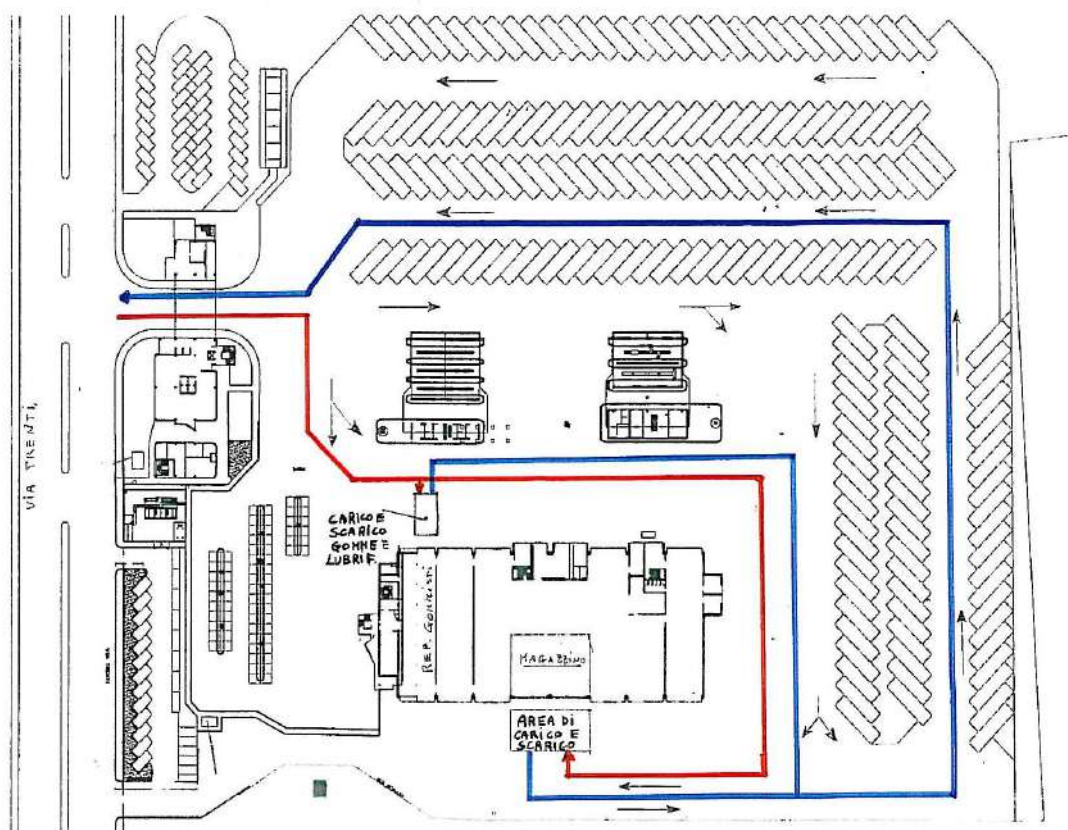 VIA TRENTI,
CARICO E
SCARICO
GOMME E
LUBRIF.
REP. GOMMISTI
MAGAZZINO
AREA DI
CARICO E
SCARICO